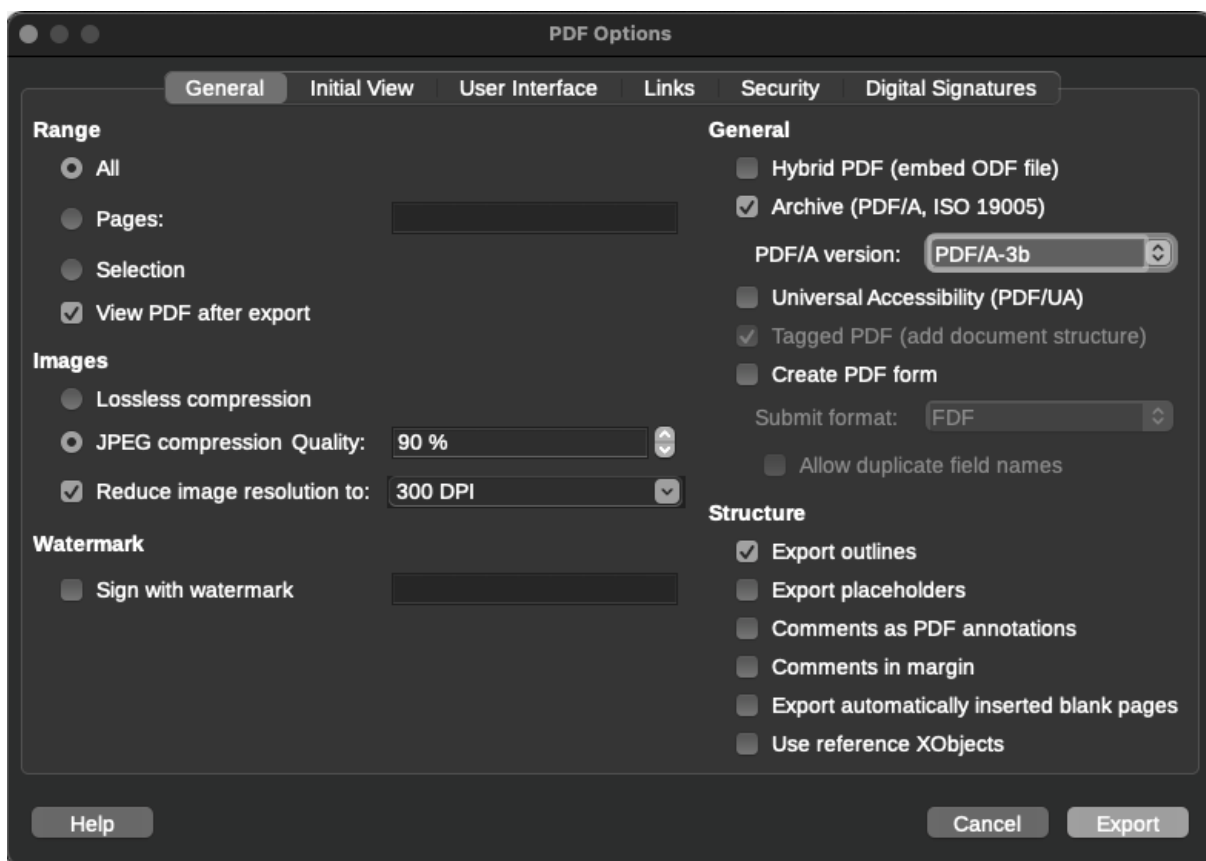 PDF Options
General
Initial View
User Interface
Links
Security
Digital Signatures
Range
All
Pages:
Selection
View PDF after export
Images
Lossless compression
JPEG compression Quality: 90 %
Reduce image resolution to: 300 DPI
Watermark
Sign with watermark
General
Hybrid PDF (embed ODF file)
Archive (PDF/A, ISO 19005)
PDF/A version: PDF/A-3b
Universal Accessibility (PDF/UA)
Tagged PDF (add document structure)
Create PDF form
Submit format: FDF
Allow duplicate field names
Structure
Export outlines
Export placeholders
Comments as PDF annotations
Comments in margin
Export automatically inserted blank pages
Use reference XObjects
Help
Cancel
Export